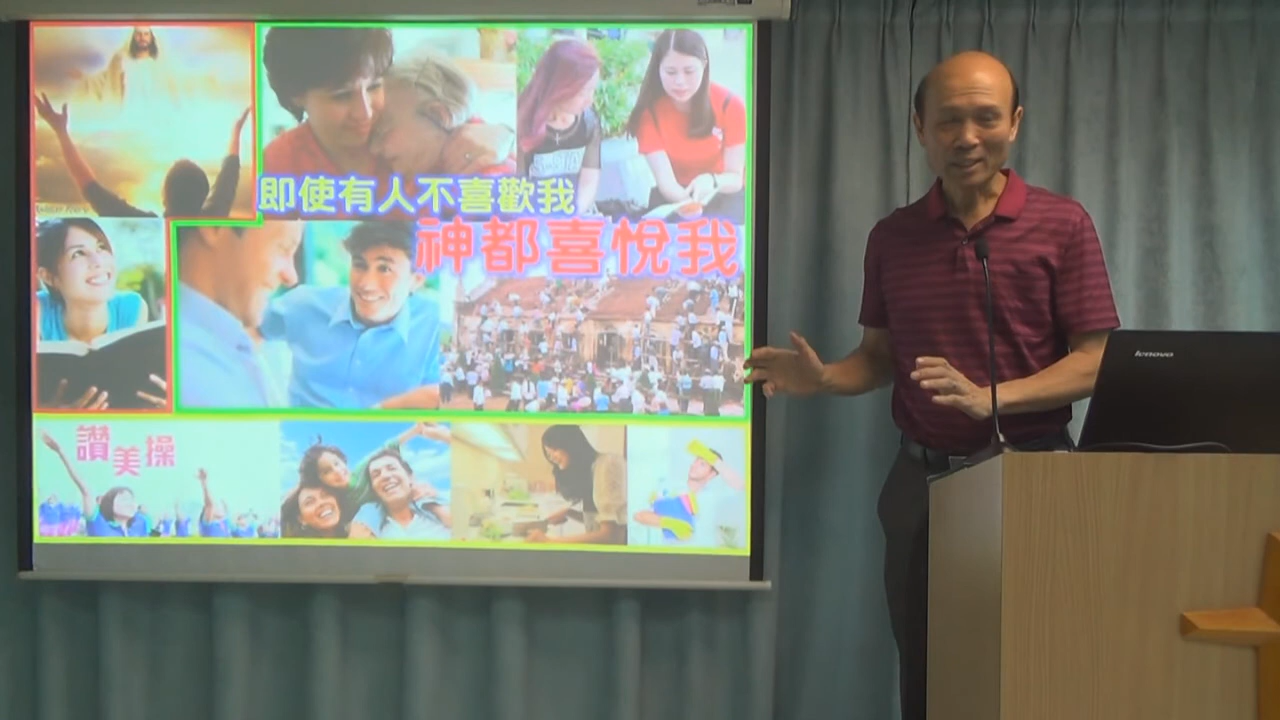 即使有人不喜歡我
神都喜悅我
讚美操
lenovo